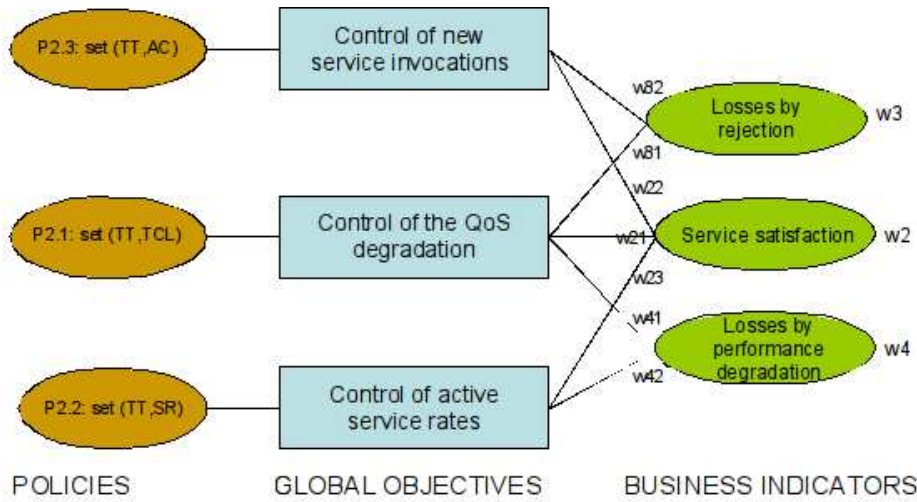 P2.3: set (TT,AC)
Control of new
service invocations
w82
Losses by
rejection
w3
w81
w22
P2.1: set (TT,TCL)
Control of the QoS
degradation
w21
Service satisfaction
w2
w23
w41
Losses by
performance
degradation
w4
w42
P2.2: set (TT,SR)
Control of active
service rates
POLICIES
GLOBAL OBJECTIVES
BUSINESS INDICATORS